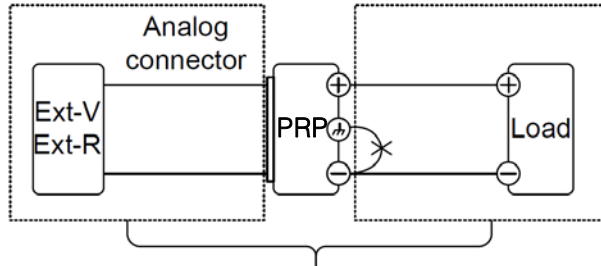 Analog
connector
Ext-V
Ext-R
PRP
Load